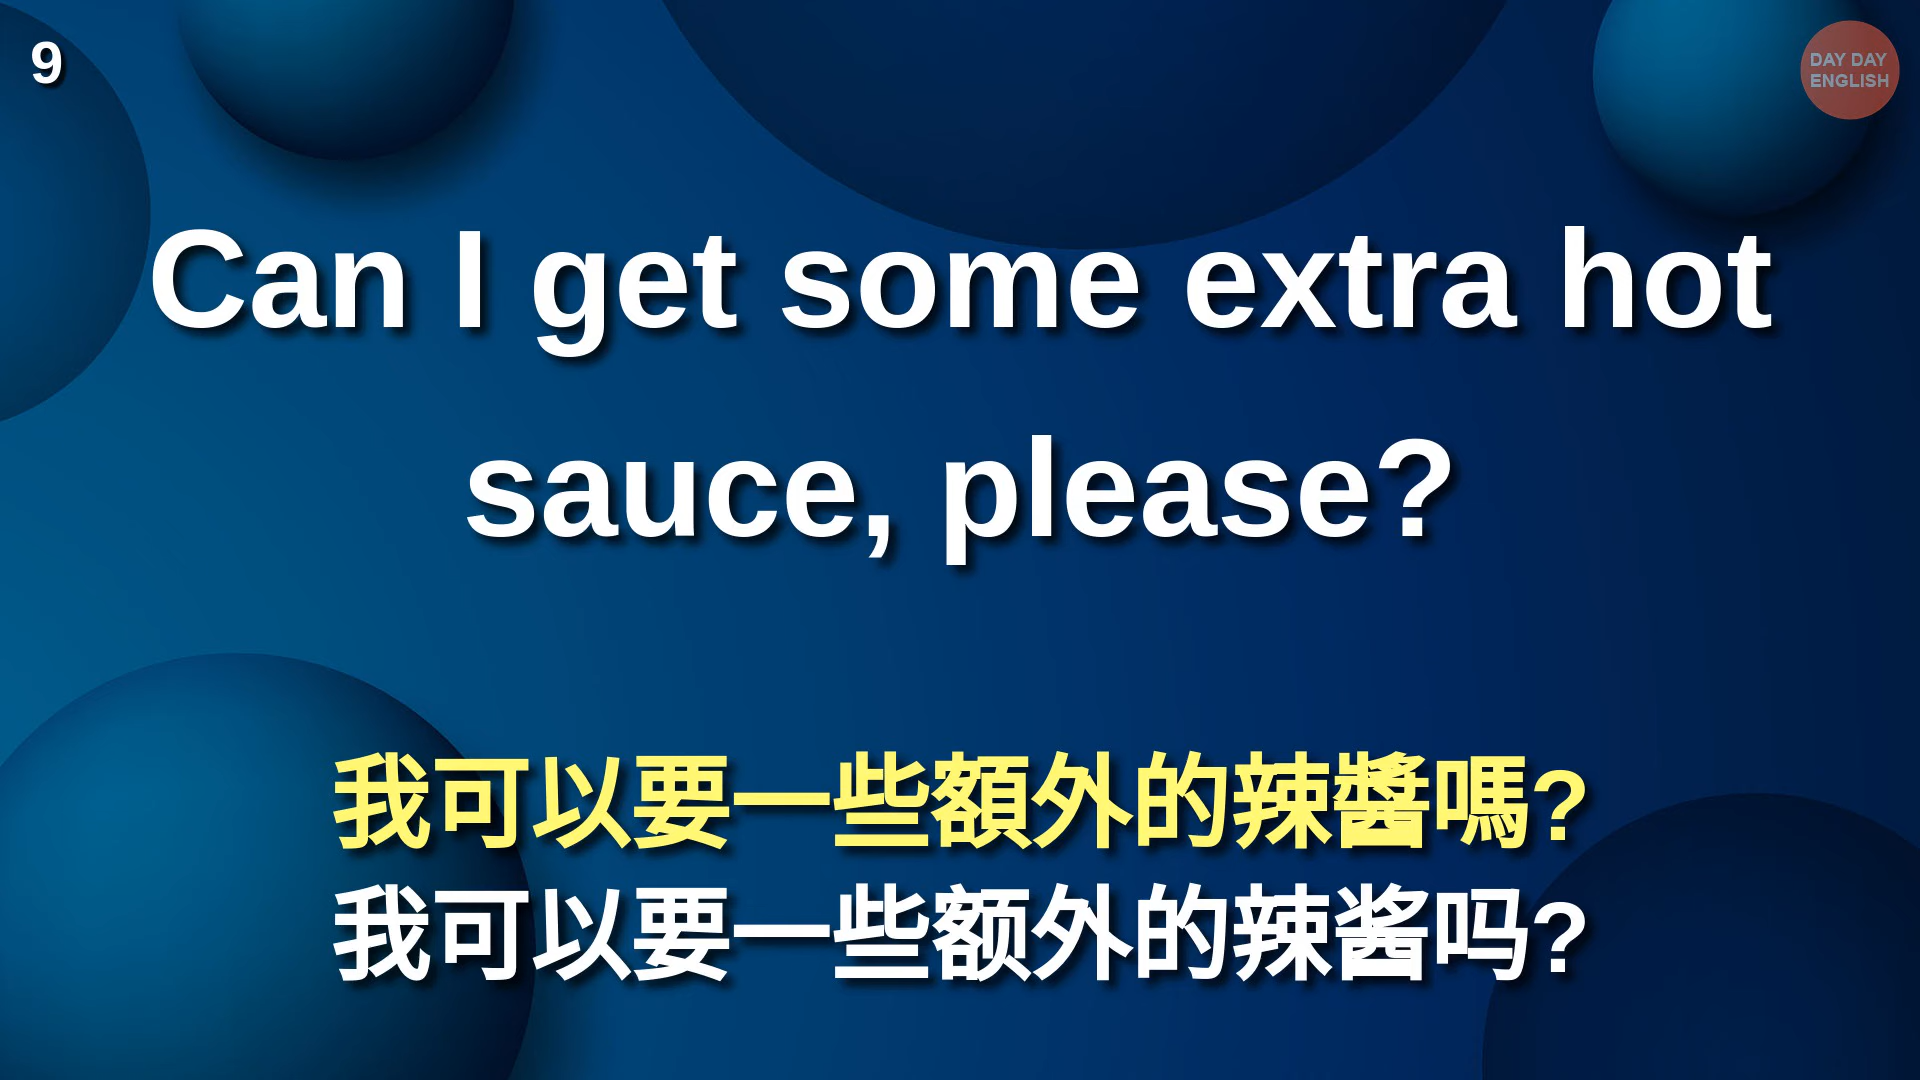 9
DAY DAY
ENGLISH
Can I get some extra hot
sauce, please?
我可以要一些額外的辣醬嗎?
我可以要一些额外的辣酱吗?